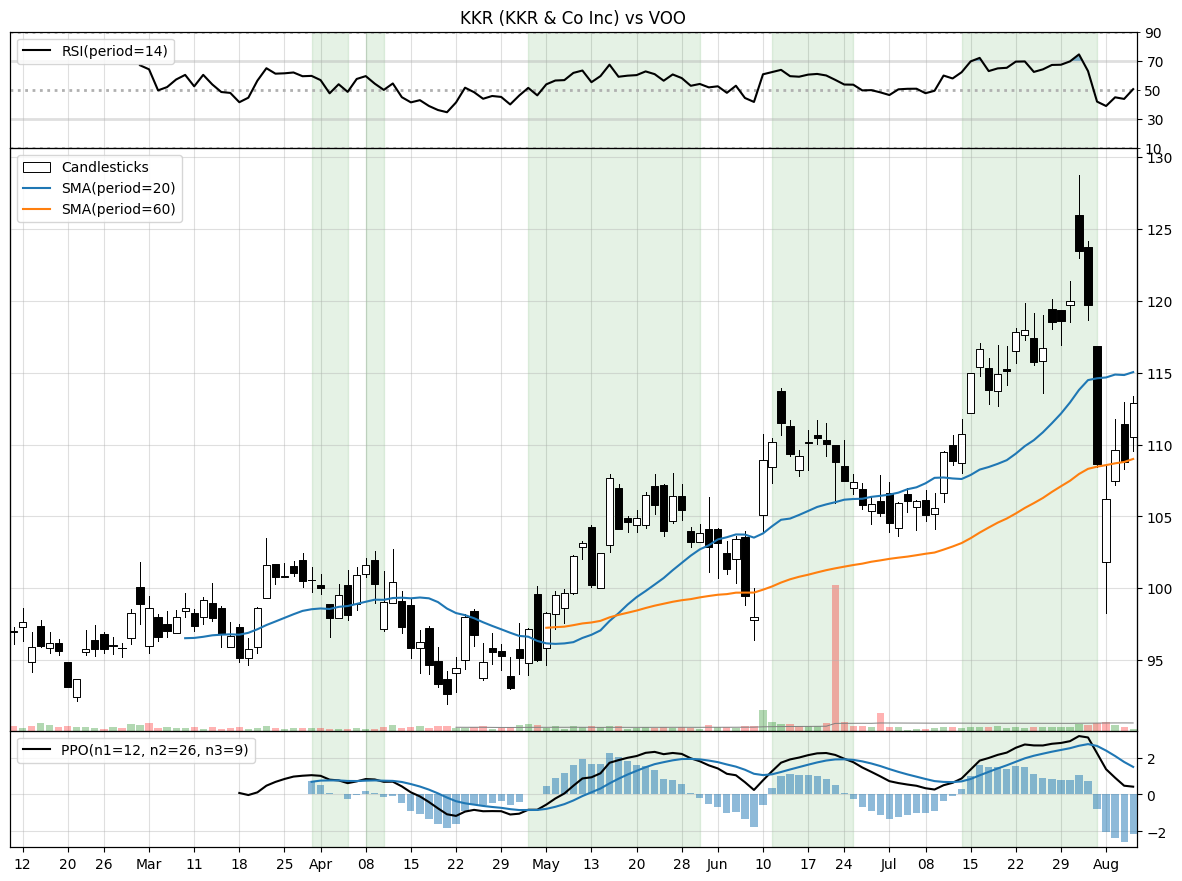 KKR (KKR & Co Inc) vs VOO
RSI(period=14)
90
70
50
30
10
Candlesticks
SMA(period=20)
SMA(period=60)
130
125
120
115
110
105
100
95
PPO(n1=12, n2=26, n3=9)
2
0
−2
12 20 26 Mar 11 18 25 Apr 08 15 22 29 May 13 20 28 Jun 10 17 24 Jul 08 15 22 29 Aug